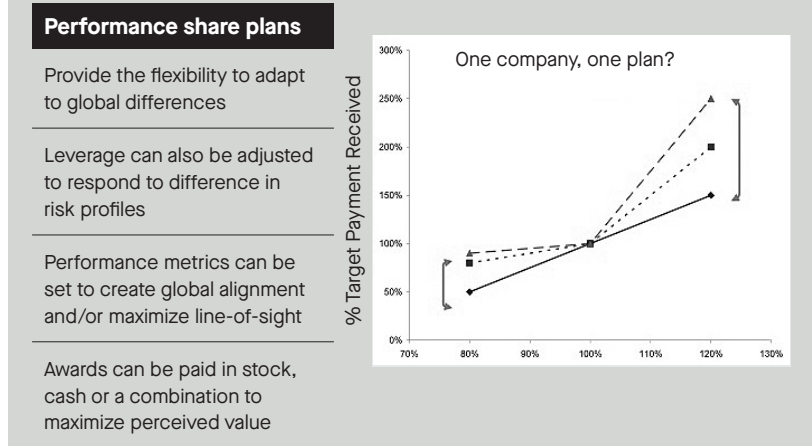 Performance share plans
Provide the flexibility to adapt
to global differences
Leverage can also be adjusted
to respond to difference in
risk profiles
Performance metrics can be
set to create global alignment
and/or maximize line-of-sight
Awards can be paid in stock,
cash or a combination to
maximize perceived value
One company, one plan?
% Target Payment Received
300%
250%
200%
150%
100%
50%
0%
70%
80%
90%
100%
110%
120%
130%